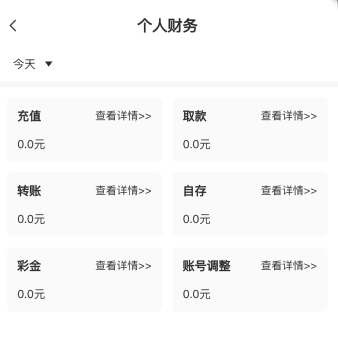 个人财务
今天
充值 查看详情>> 取款 查看详情>>
0.0元 0.0元
转账 查看详情>> 自存 查看详情>>
0.0元 0.0元
彩金 查看详情>> 账号调整 查看详情>>
0.0元 0.0元